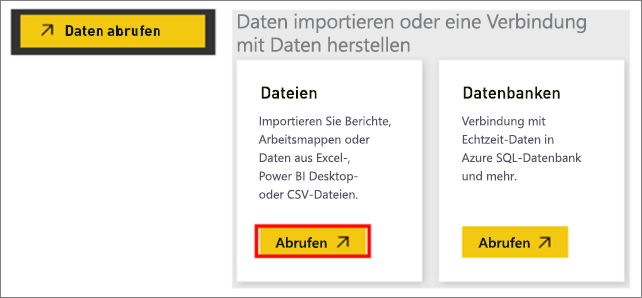 Daten abrufen
Daten importieren oder eine Verbindung
mit Daten herstellen
Dateien
Importieren Sie Berichte,
Arbeitsmappen oder
Daten aus Excel-,
Power BI Desktop-
oder CSV-Dateien.
Abrufen
Datenbanken
Verbindung mit
Echtzeit-Daten in
Azure SQL-Datenbank
und mehr.
Abrufen